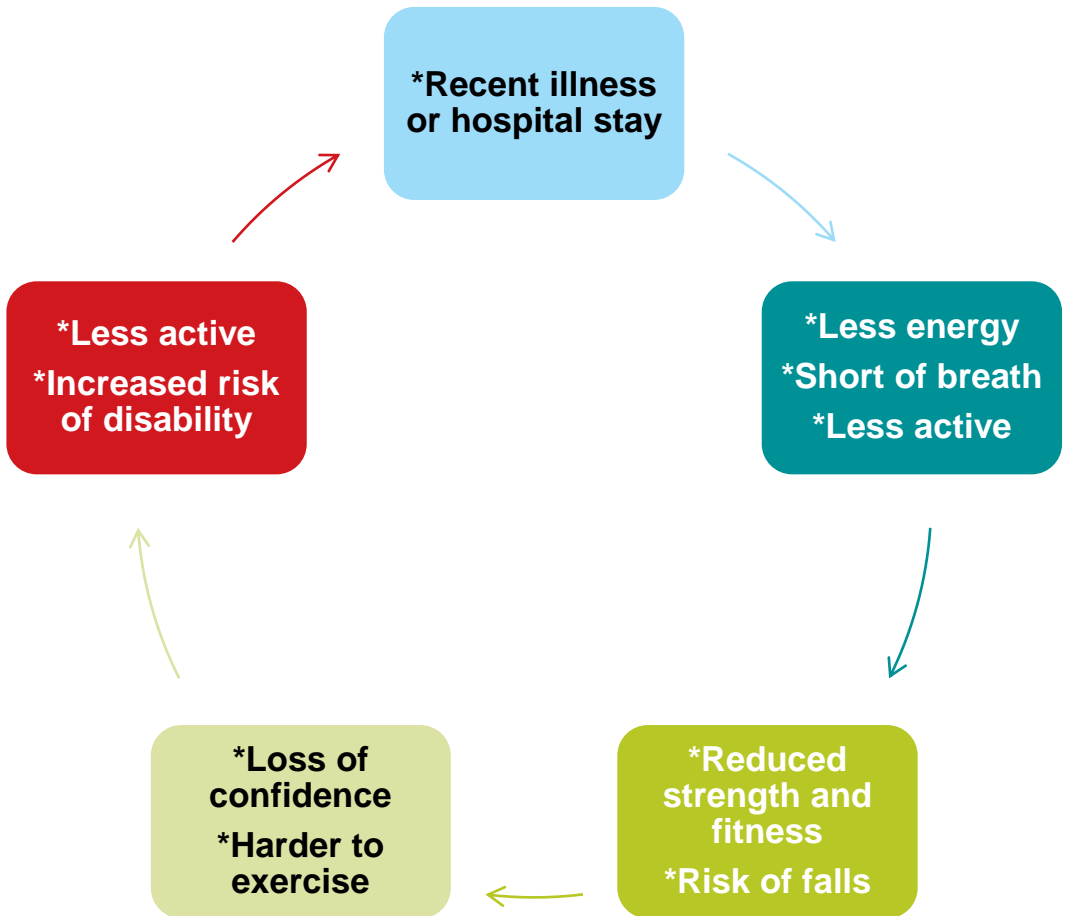 *Recent illness
or hospital stay
*Less energy
*Short of breath
*Less active
*Reduced
strength and
fitness
*Risk of falls
*Loss of
confidence
*Harder to
exercise
*Less active
*Increased risk
of disability